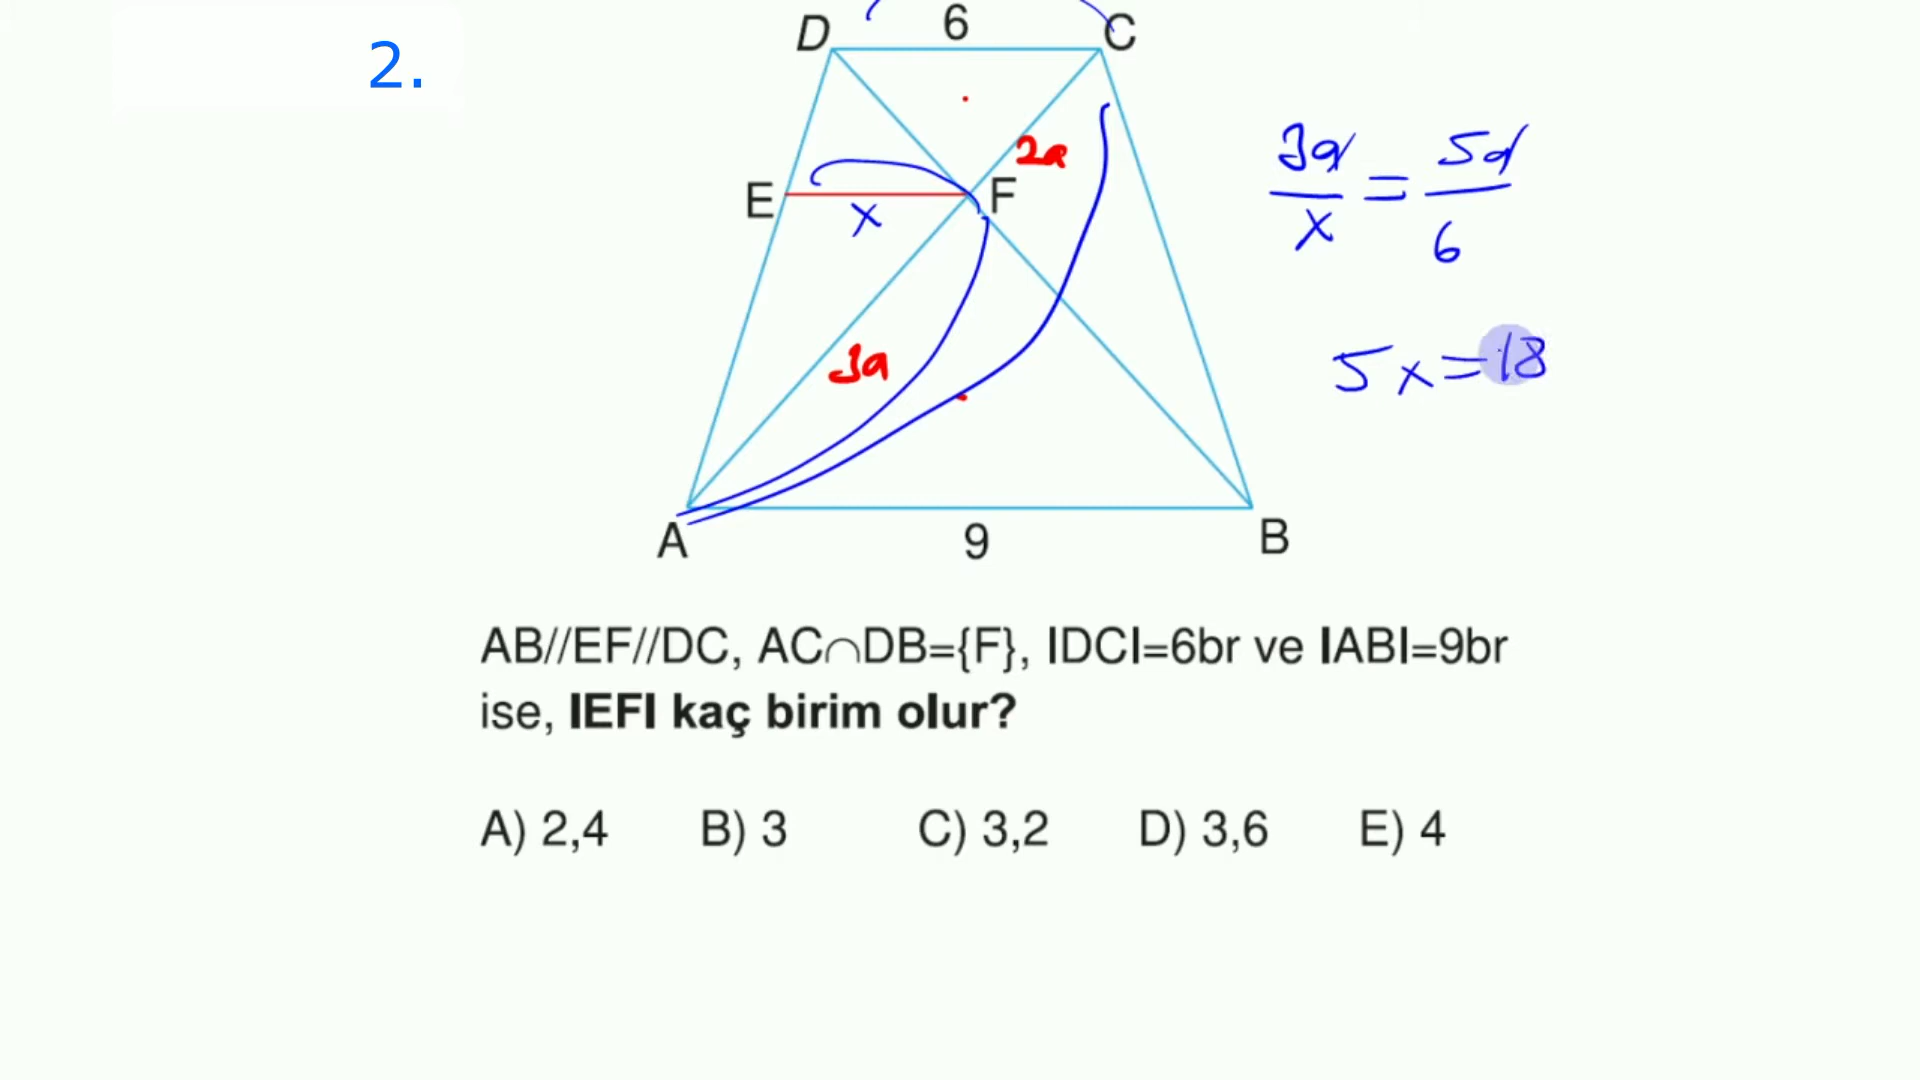 2.
D 6 C
2a
E x F
3a
A 9 B
3a/x = 5a/6
5x=18
AB//EF//DC, AC∩DB={F}, IDCI=6br ve IABI=9br
ise, IEFI kaç birim olur?
A) 2,4 B) 3 C) 3,2 D) 3,6 E) 4